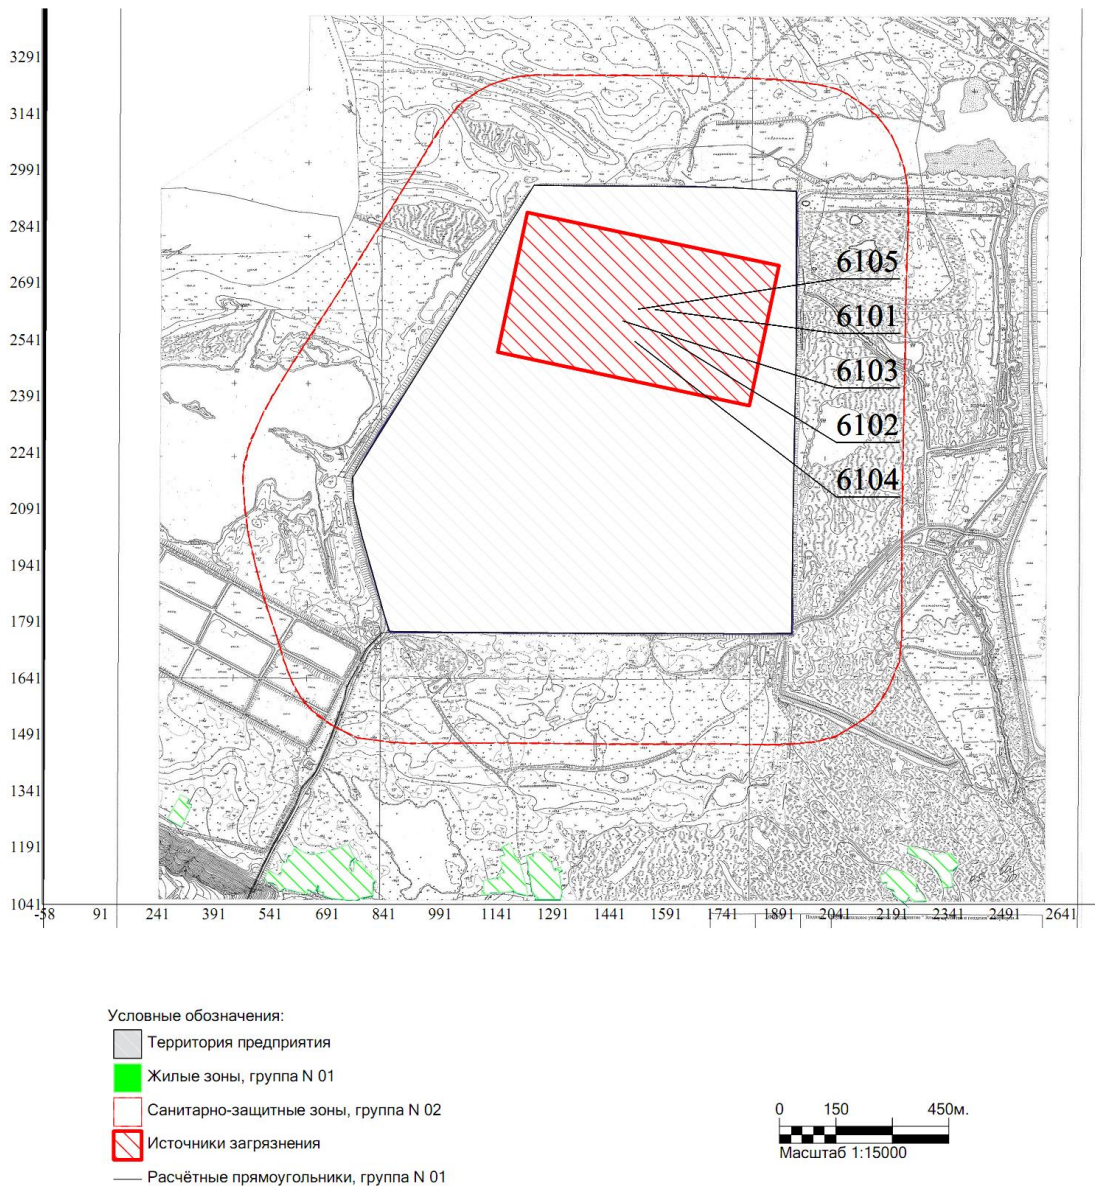 3291
3141
2991
2841
2691
2541
2391
2241
2091
1941
1791
1641
1491
1341
1191
1041
6105
6101
6103
6102
6104
-58 91 241 391 541 691 841 991 1141 1291 1441 1591 1741 1891 2041 2191 2341 2491 2641
Условные обозначения:
Территория предприятия
Жилые зоны, группа N 01
Санитарно-защитные зоны, группа N 02
Источники загрязнения
Расчётные прямоугольники, группа N 01
0 150 450м.
Масштаб 1:15000